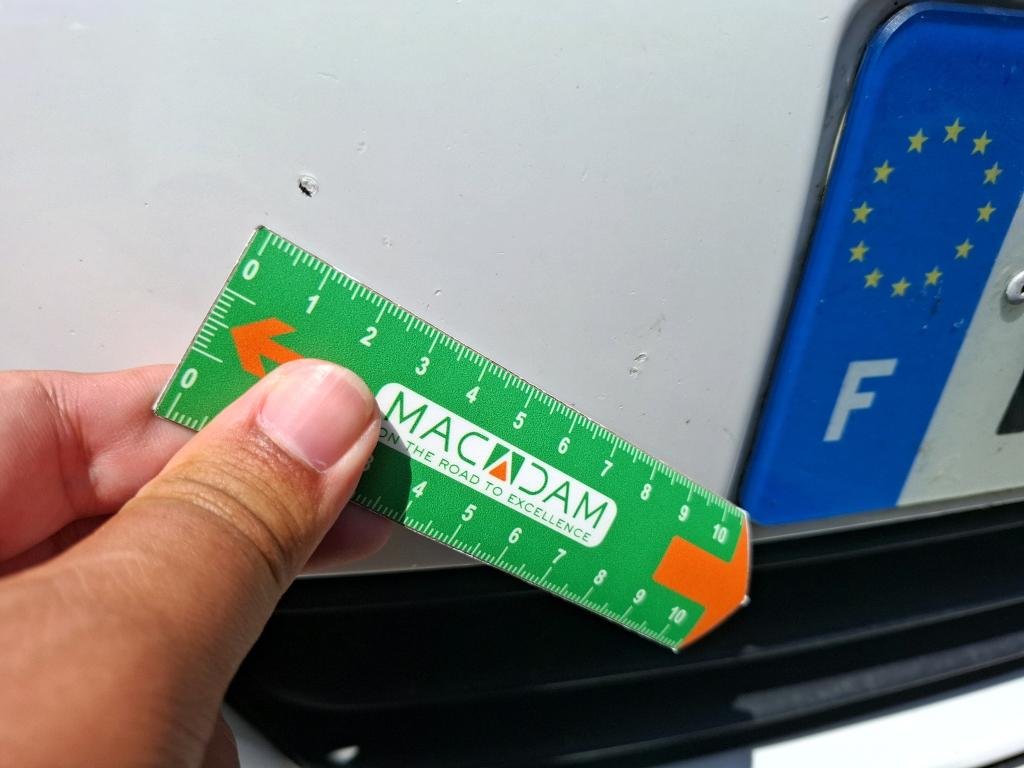 0 1 2 3 4 5 6 7 8 9 10
MACADAM
ON THE ROAD TO EXCELLENCE
0 3 4 5 6 7 8 9 10
F